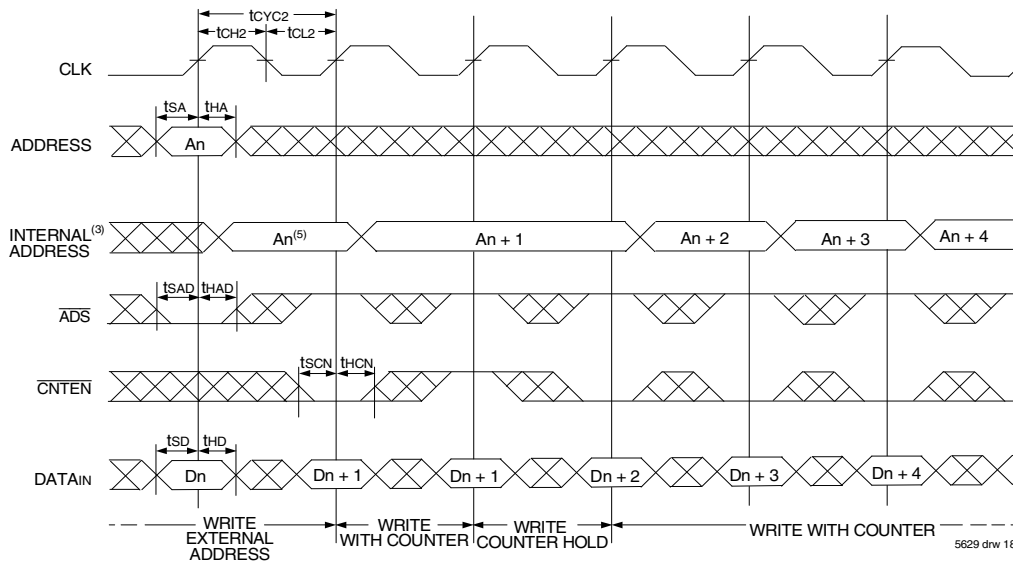 tCYC2
tCH2 tCL2
CLK
tSA tHA
ADDRESS An
INTERNAL(3)
ADDRESS An(5) An + 1 An + 2 An + 3 An + 4
tSAD tHAD
ADS
tSCN tHCN
CNTEN
tSD tHD
DATAIN Dn Dn + 1 Dn + 1 Dn + 2 Dn + 3 Dn + 4
WRITE
EXTERNAL
ADDRESS
WRITE
WITH COUNTER
WRITE
COUNTER HOLD
WRITE WITH COUNTER
5629 drw 18